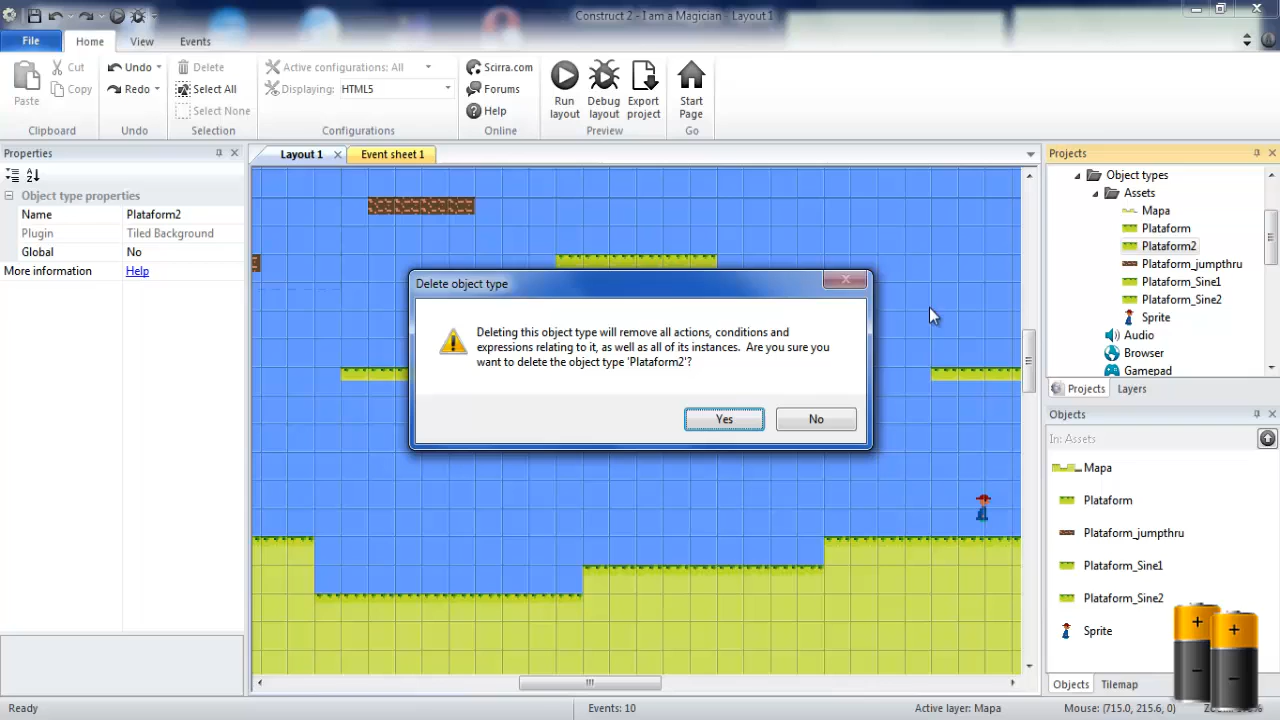 Construct 2 - I am a Magician - Layout 1
File Home View Events
Paste Cut Copy Clipboard
Undo Redo Undo
Delete Select All Select None Selection
Active configurations: All
Displaying: HTML5
Configurations
Scirra.com Forums Help Online
Run layout Debug layout Export project Preview
Start Page Go
Properties
Object type properties
Name Plataform2
Plugin Tiled Background
Global No
More information Help
Layout 1 Event sheet 1
Delete object type
Deleting this object type will remove all actions, conditions and
expressions relating to it, as well as all of its instances. Are you sure you
want to delete the object type 'Plataform2'?
Yes No
Projects
Object types
Assets
Mapa
Plataform
Plataform2
Plataform_jumpthru
Plataform_Sine1
Plataform_Sine2
Sprite
Audio
Browser
Gamepad
Projects Layers
Objects
In: Assets
Mapa
Plataform
Plataform_jumpthru
Plataform_Sine1
Plataform_Sine2
Sprite
Objects Tilemap
Ready Events: 10 Active layer: Mapa Mouse: (715.0, 215.6, 0)